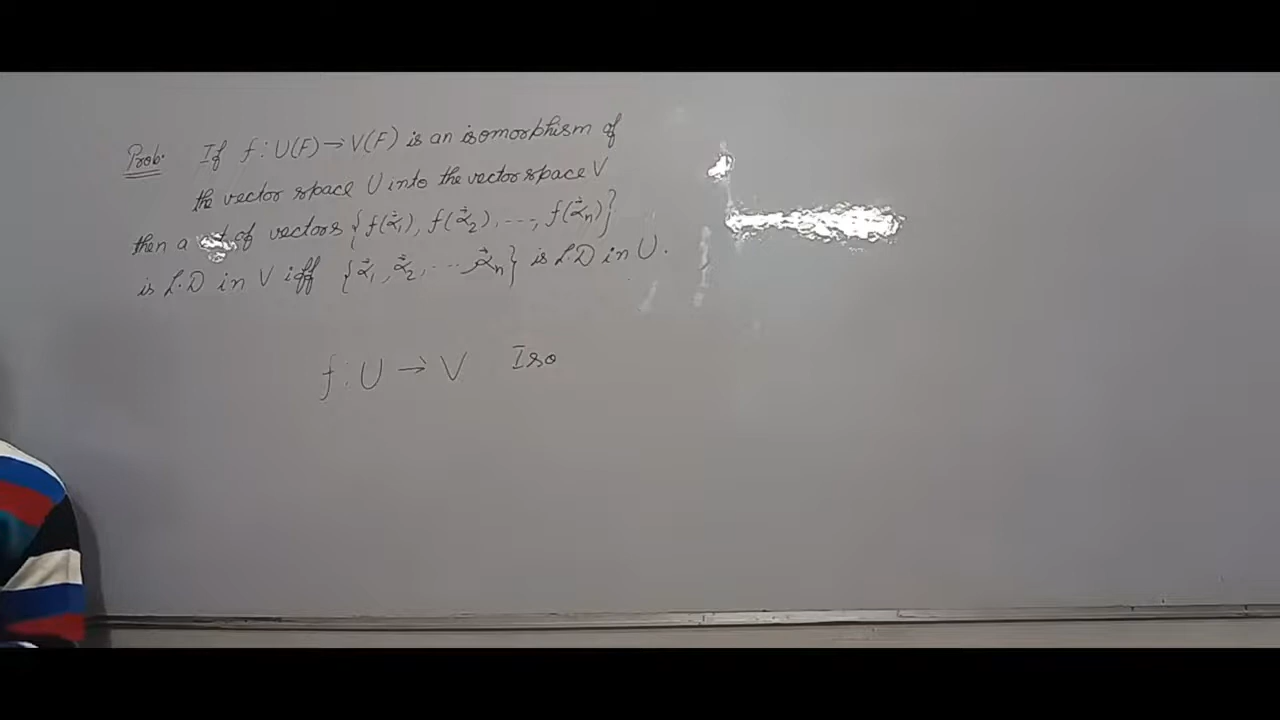 Prob. If f : U(F) → V(F) is an isomorphism of
the vector space U into the vector space V
then a set of vectors {f(α⃗₁), f(α⃗₂), ..., f(α⃗ₙ)}
is L.D in V iff {α⃗₁, α⃗₂, ... α⃗ₙ} is L.D in U.
f : U → V Iso